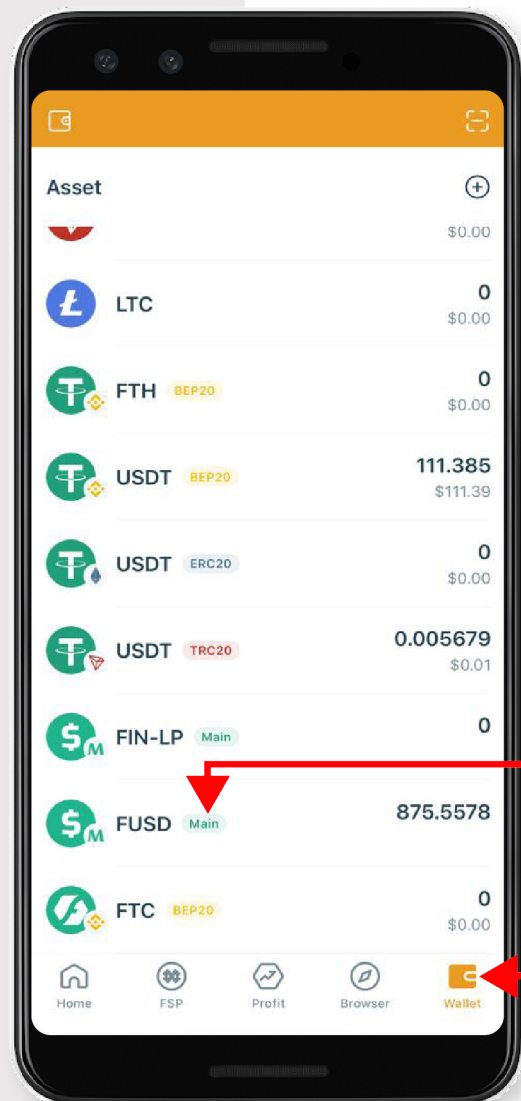 Asset
$0.00
LTC
0
$0.00
FTH BEP20
0
$0.00
USDT BEP20
111.385
$111.39
USDT ERC20
0
$0.00
USDT TRC20
0.005679
$0.01
FIN-LP Main
0
FUSD Main
875.5578
FTC BEP20
0
$0.00
Home FSP Profit Browser Wallet